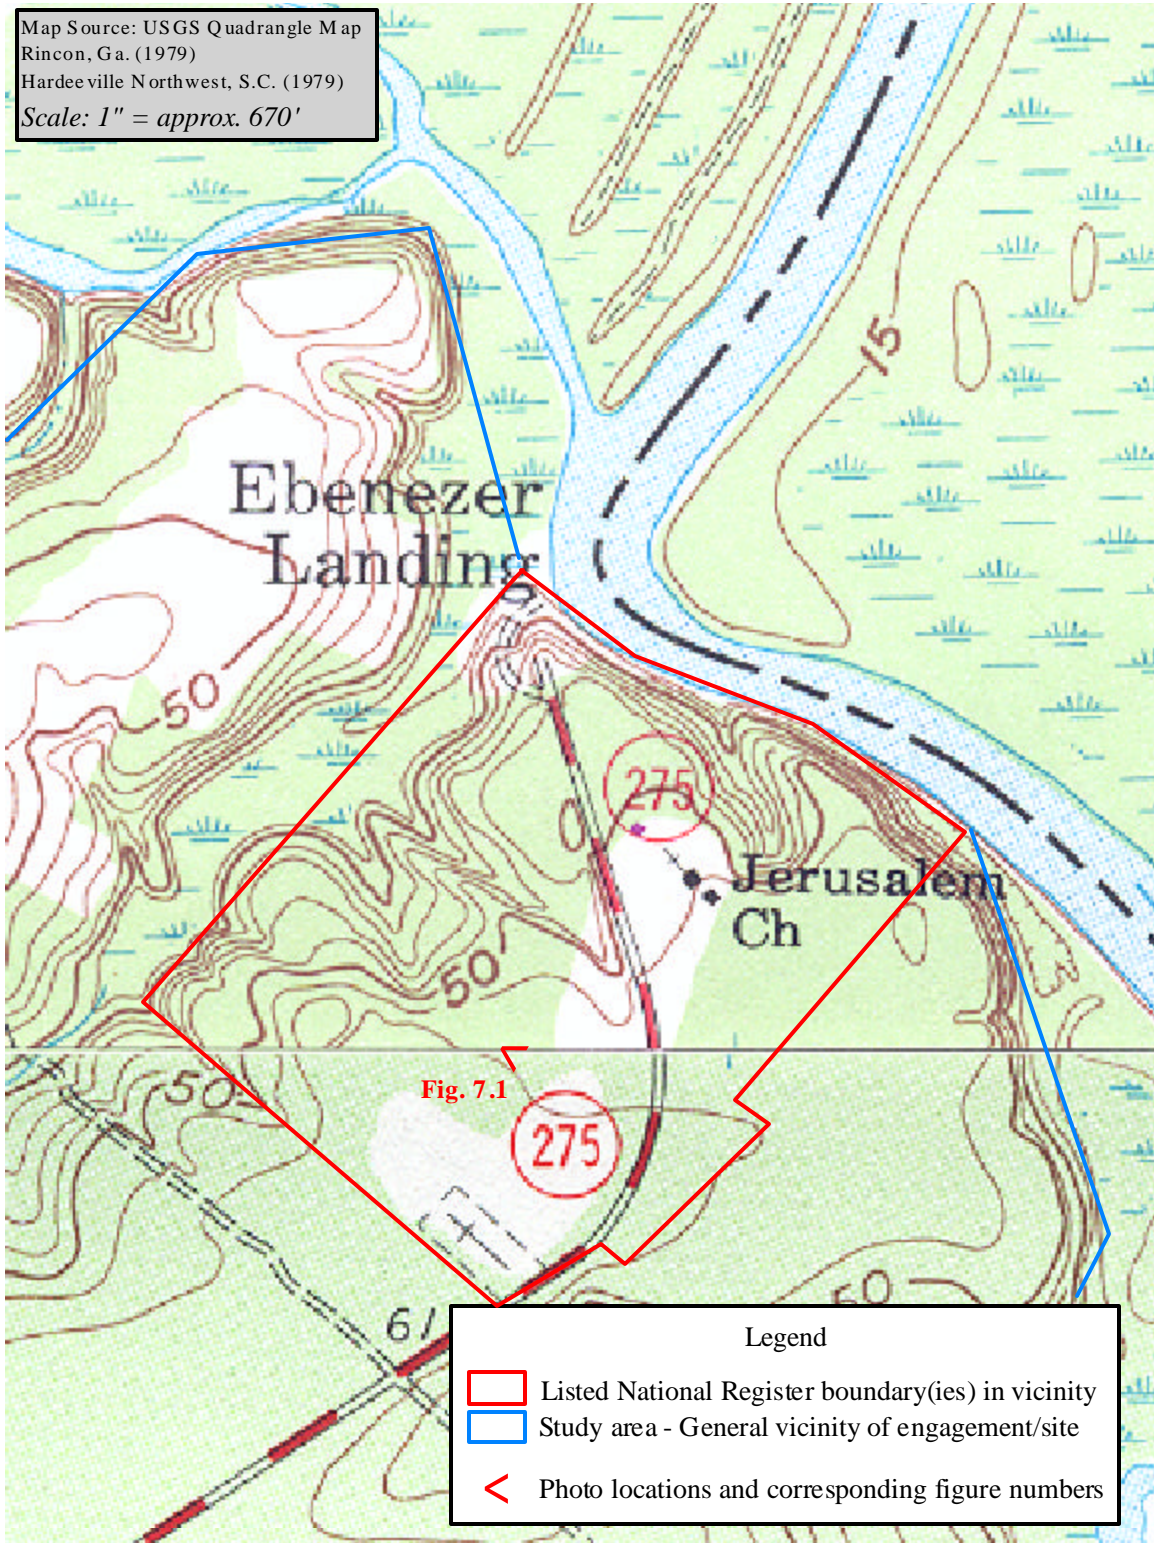 Map Source: USGS Quadrangle Map
Rincon, Ga. (1979)
Hardeeville Northwest, S.C. (1979)
Scale: 1" = approx. 670'
15
Ebenezer
Landing
50
275
Jerusalem
Ch
50
50
Fig. 7.1
275
50
61
Legend
Listed National Register boundary(ies) in vicinity
Study area - General vicinity of engagement/site
< Photo locations and corresponding figure numbers